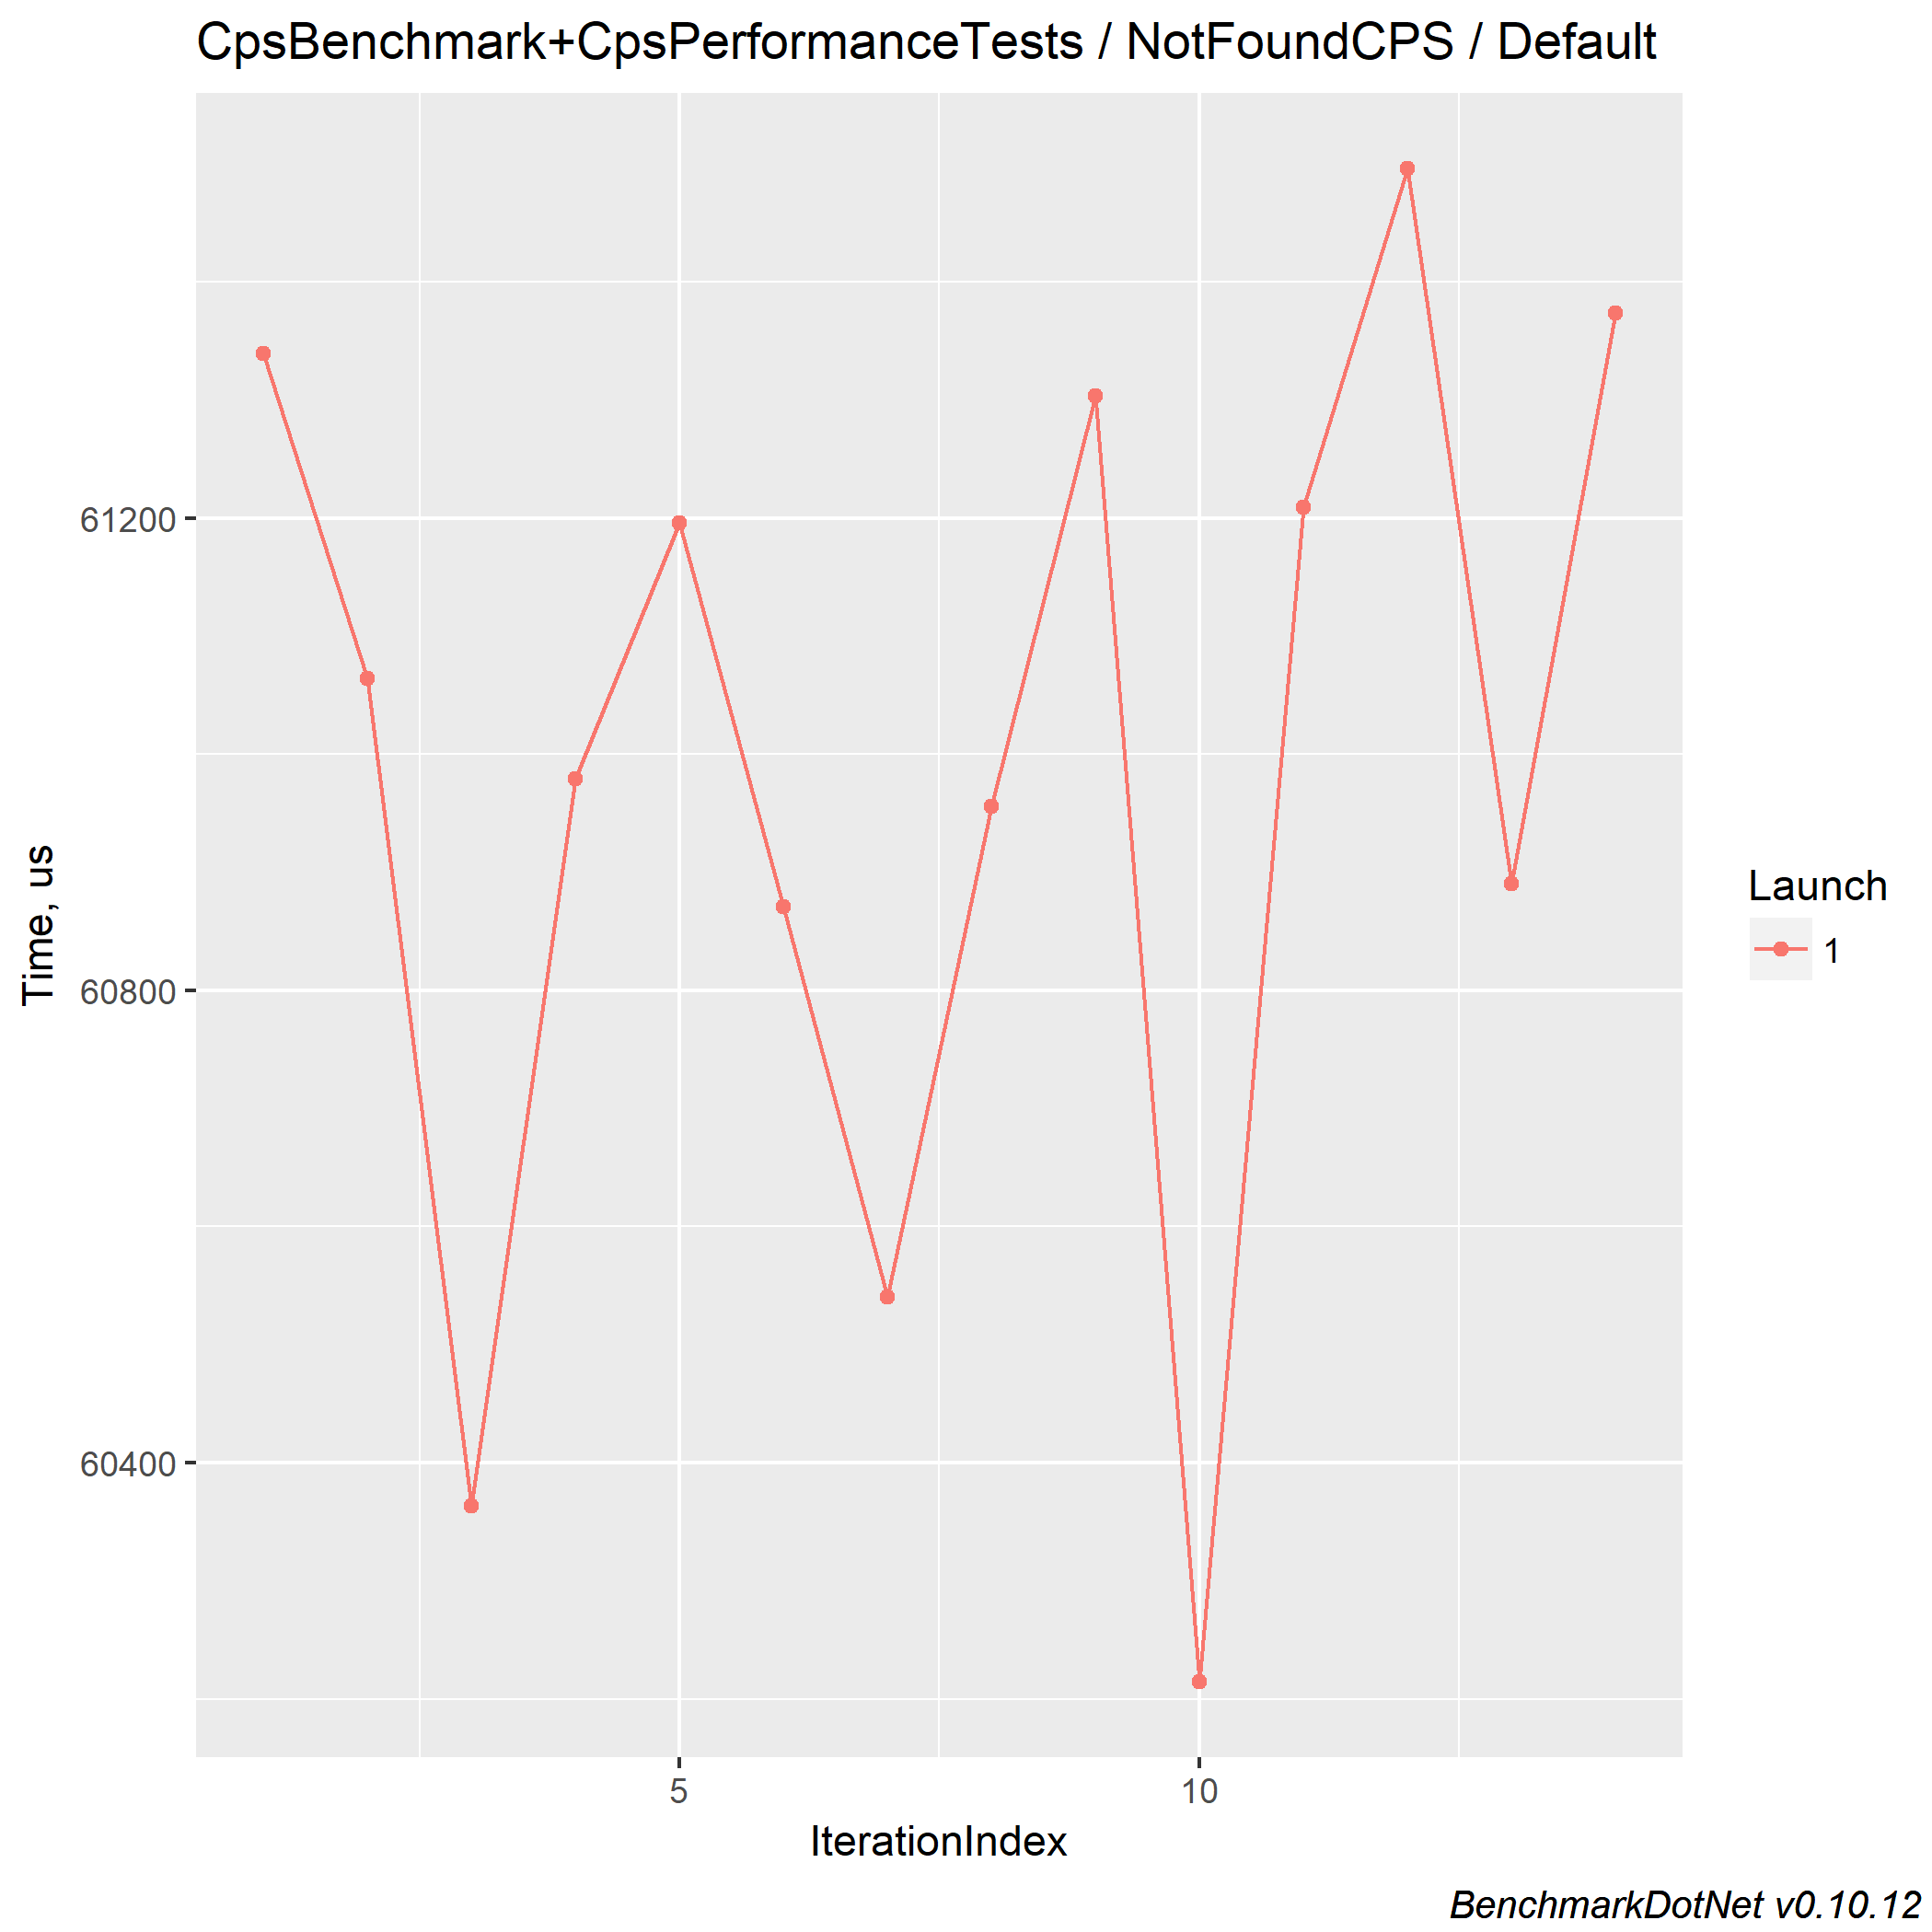 CpsBenchmark+CpsPerformanceTests / NotFoundCPS / Default
61200
60800
60400
Time, us
5
10
IterationIndex
Launch
1
BenchmarkDotNet v0.10.12